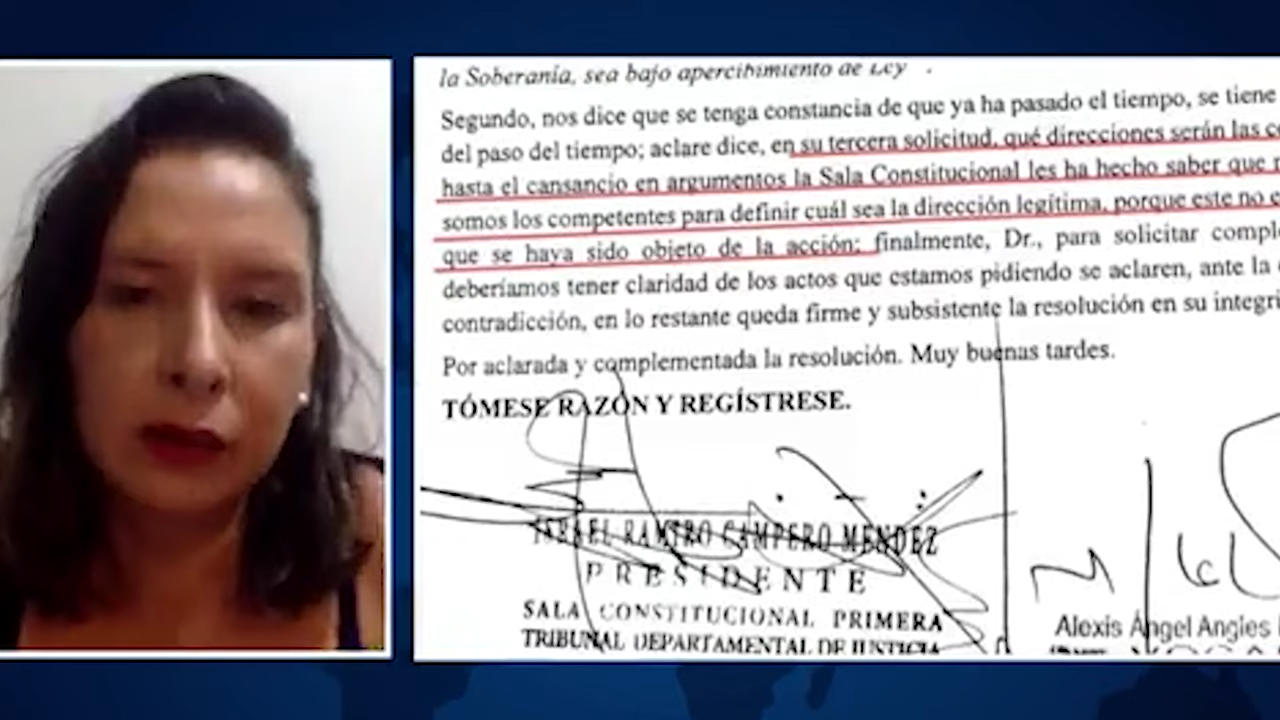 la Soberanía, sea bajo apercibimiento de Ley .
Segundo, nos dice que se tenga constancia de que ya ha pasado el tiempo, se tiene
del paso del tiempo; aclare dice, en su tercera solicitud, qué direcciones serán las
hasta el cansancio en argumentos la Sala Constitucional les ha hecho saber que
somos los competentes para definir cuál sea la dirección legítima, porque este no
que se haya sido objeto de la acción; finalmente, Dr., para solicitar
deberíamos tener claridad de los actos que estamos pidiendo se aclaren, ante la
contradicción, en lo restante queda firme y subsistente la resolución en su
Por aclarada y complementada la resolución. Muy buenas tardes.
TÓMESE RAZÓN Y REGÍSTRESE.
ISRAEL RAMIRO CAMPERO MÉNDEZ
PRESIDENTE
SALA CONSTITUCIONAL PRIMERA
TRIBUNAL DEPARTAMENTAL DE JUSTICIA
Alexis Ángel Angles